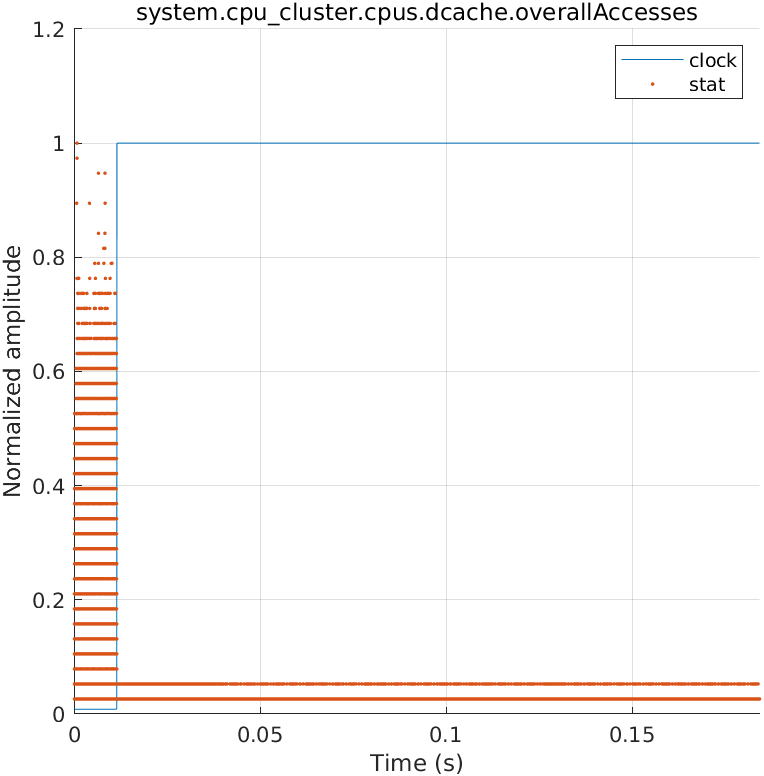 system.cpu_cluster.cpus.dcache.overallAccesses
1.2
clock
stat
1
0.8
0.6
0.4
0.2
0
Normalized amplitude
0
0.05
0.1
0.15
Time (s)